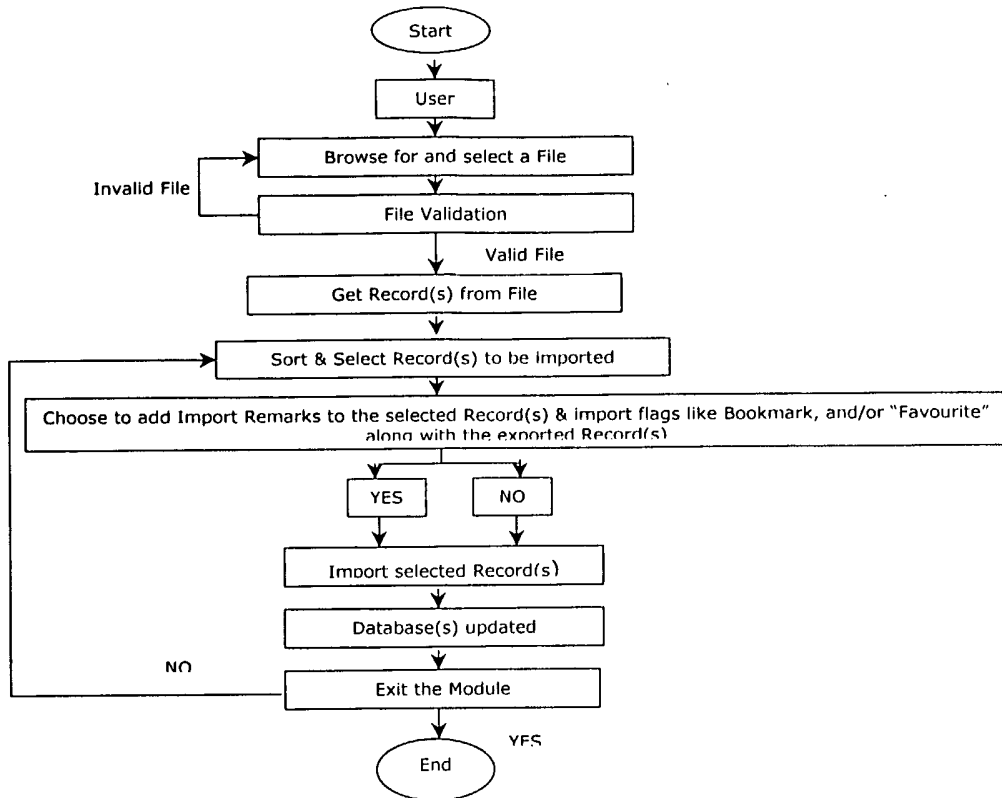 Start
User
Browse for and select a File
Invalid File
File Validation
Valid File
Get Record(s) from File
Sort & Select Record(s) to be imported
Choose to add Import Remarks to the selected Record(s) & import flags like Bookmark, and/or “Favourite”
along with the exported Record(s)
YES
NO
Import selected Record(s)
Database(s) updated
NO
Exit the Module
YES
End